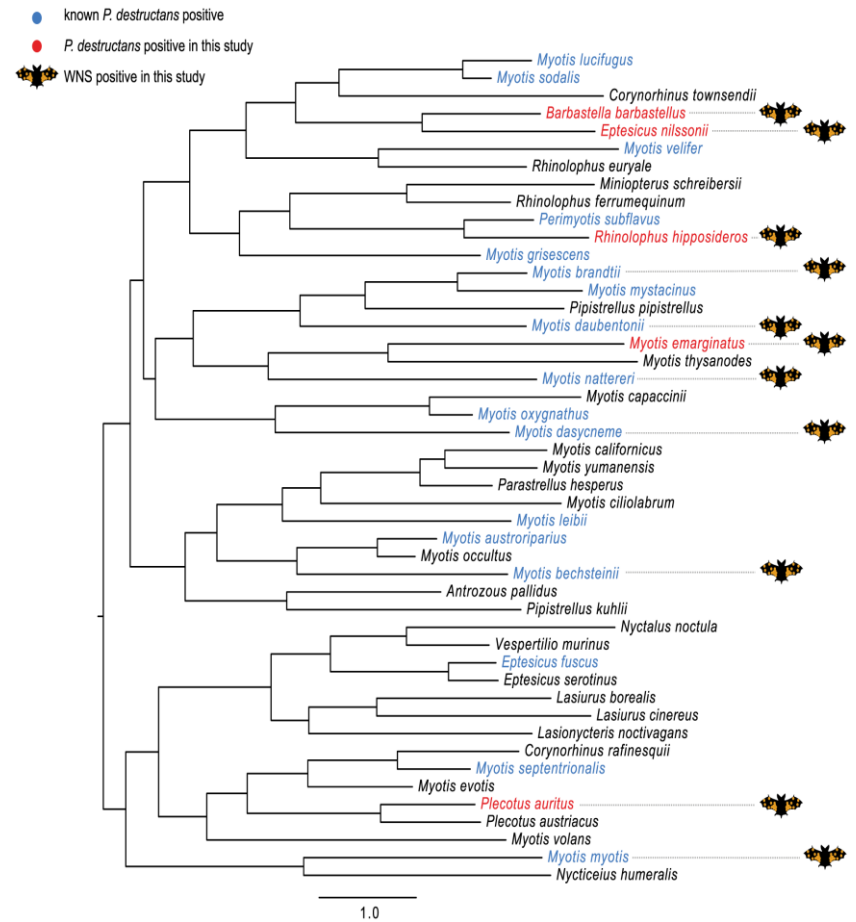 known P. destructans positive
P. destructans positive in this study
WNS positive in this study
Myotis lucifugus
Myotis sodalis
Corynorhinus townsendii
Barbastella barbastellus
Eptesicus nilssonii
Myotis velifer
Rhinolophus euryale
Miniopterus schreibersii
Rhinolophus ferrumequinum
Perimyotis subflavus
Rhinolophus hipposideros
Myotis grisescens
Myotis brandtii
Myotis mystacinus
Pipistrellus pipistrellus
Myotis daubentonii
Myotis emarginatus
Myotis thysanodes
Myotis nattereri
Myotis capaccinii
Myotis oxygnathus
Myotis dasycneme
Myotis californicus
Myotis yumanensis
Parastrellus hesperus
Myotis ciliolabrum
Myotis leibii
Myotis austroriparius
Myotis occultus
Myotis bechsteinii
Antrozous pallidus
Pipistrellus kuhlii
Nyctalus noctula
Vespertilio murinus
Eptesicus fuscus
Eptesicus serotinus
Lasiurus borealis
Lasiurus cinereus
Lasionycteris noctivagans
Corynorhinus rafinesquii
Myotis septentrionalis
Myotis evotis
Plecotus auritus
Plecotus austriacus
Myotis volans
Myotis myotis
Nycticeius humeralis
1.0